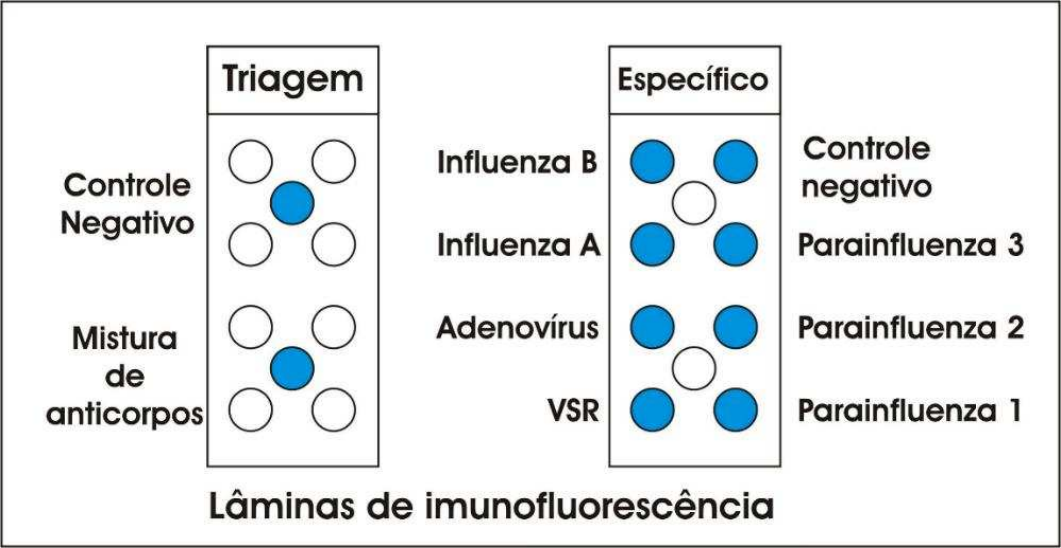 Triagem
Controle
Negativo
Mistura
de
anticorpos
Específico
Influenza B
Controle
negativo
Influenza A
Parainfluenza 3
Adenovírus
Parainfluenza 2
VSR
Parainfluenza 1
Lâminas de imunofluorescência